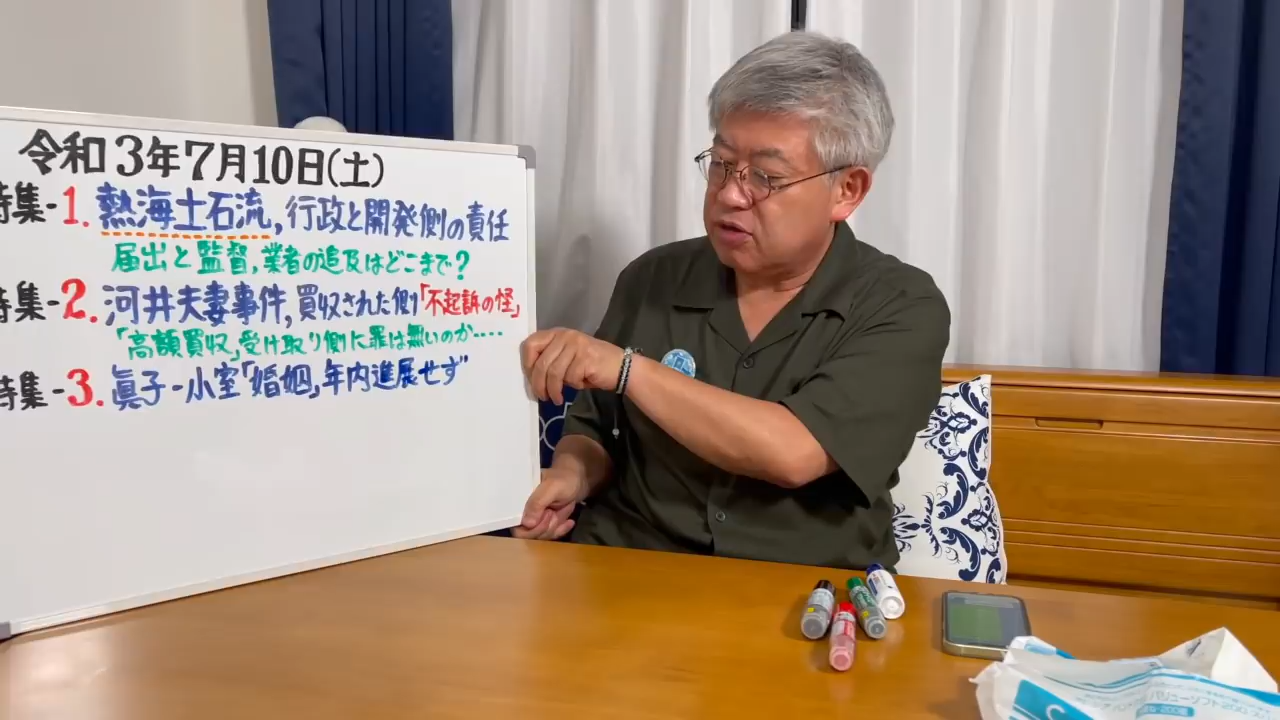 令和3年7月10日(土)
特集-1. 熱海土石流, 行政と開発側の責任
届出と監督, 業者の追及はどこまで?
特集-2. 河井夫妻事件, 買収された側「不起訴の怪」
「高額買収」受け取り側に罪は無いのか・・・・
特集-3. 眞子-小室「婚姻」年内進展せず